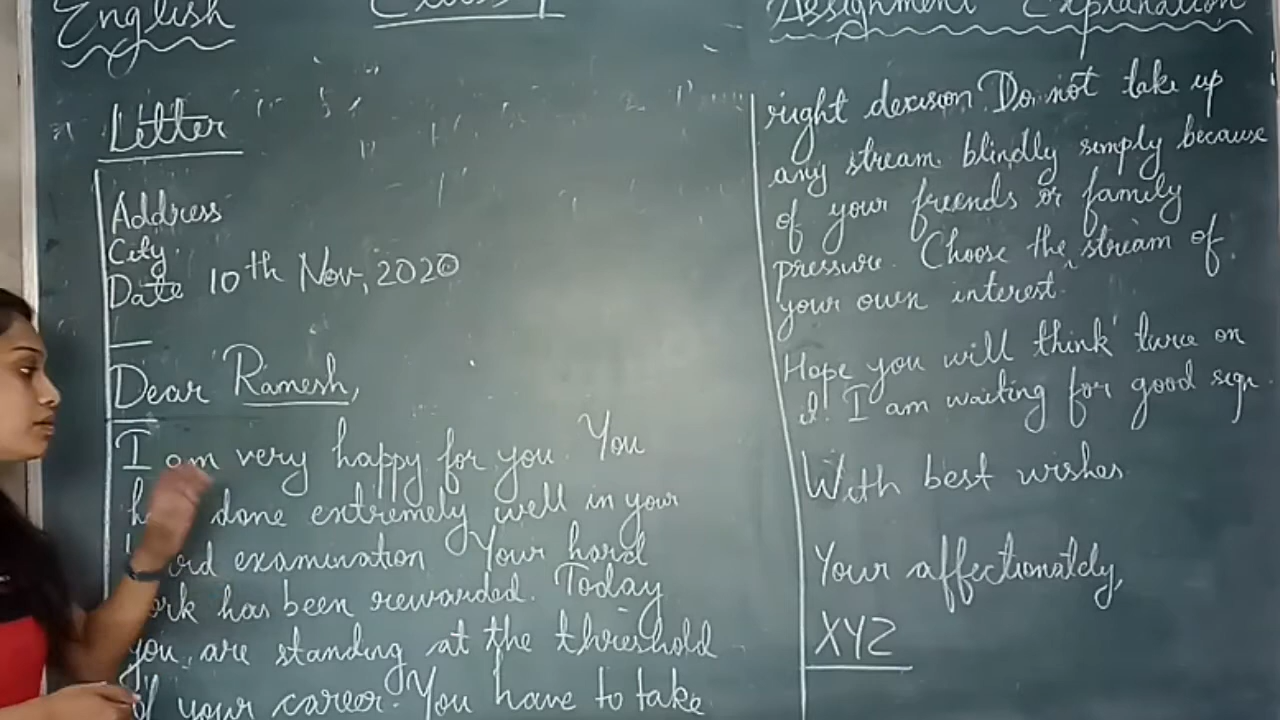 English
Assignment Explanation
Letter
Address
City
Date 10th Nov, 2020
Dear Ramesh,
I am very happy for you. You
done extremely well in your
examination Your hard
has been rewarded. Today
you, are standing at the threshold
of your career. You have to take
right decision. Do not take up
any stream blindly simply because
of your friends or family
pressure. Choose the stream of
your own interest.
Hope you will think twice on
it! I am waiting for good sign
With best wishes
Your affectionately,
XYZ